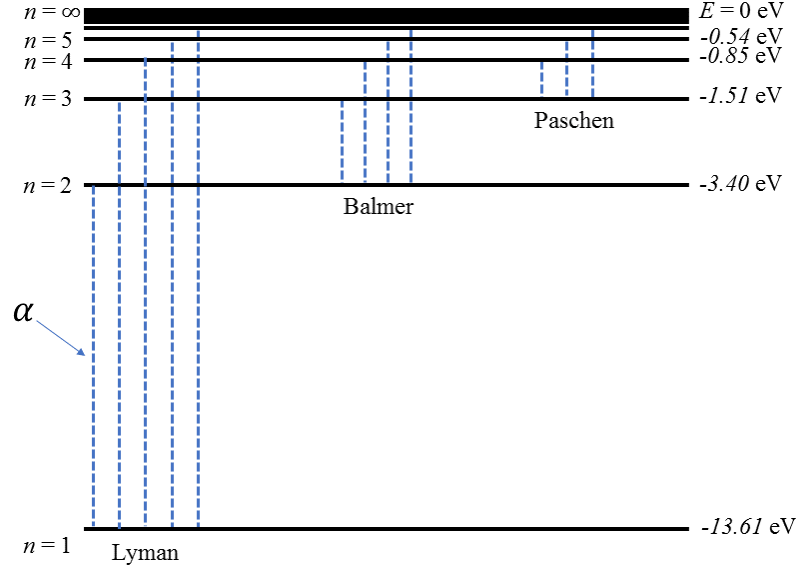 n = ∞ E = 0 eV
n = 5 -0.54 eV
n = 4 -0.85 eV
n = 3 -1.51 eV
Paschen
n = 2 -3.40 eV
Balmer
α
n = 1 -13.61 eV
Lyman